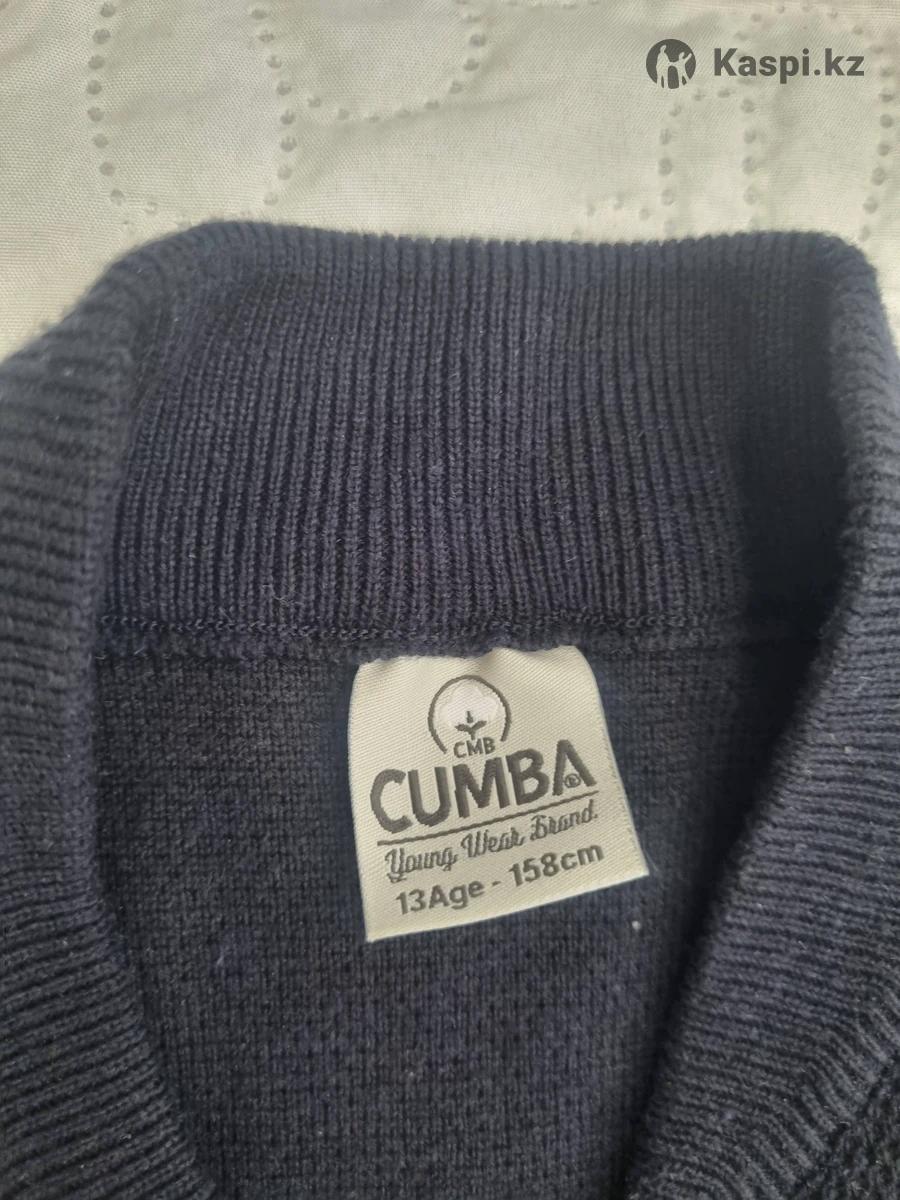 Kaspi.kz
CMB
CUMBA®
Young Wear Brand.
13Age - 158cm